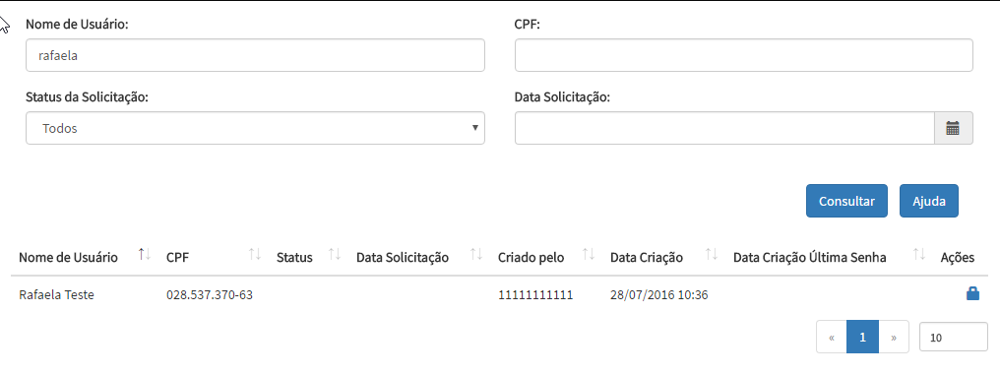 Nome de Usuário: CPF:
rafaela
Status da Solicitação: Data Solicitação:
Todos
Consultar Ajuda
Nome de Usuário CPF Status Data Solicitação Criado pelo Data Criação Data Criação Última Senha Ações
Rafaela Teste 028.537.370-63 11111111111 28/07/2016 10:36
« 1 » 10